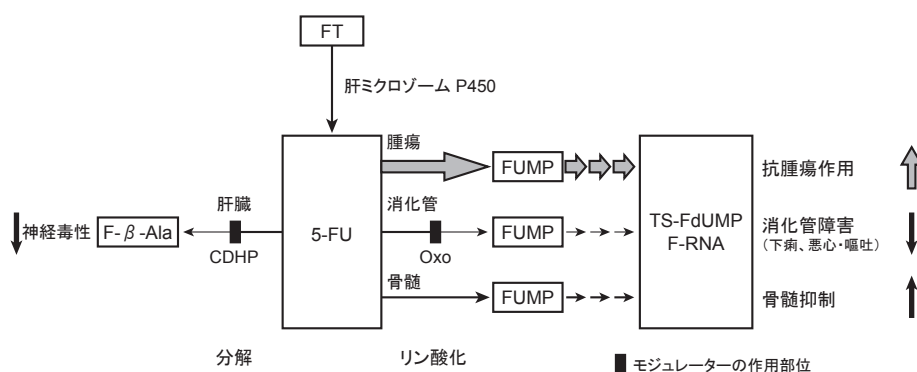 FT
肝ミクロゾーム P450
腫瘍
FUMP
抗腫瘍作用
肝臓
消化管
神経毒性
F-β-Ala
CDHP
5-FU
Oxo
FUMP
TS-FdUMP
F-RNA
消化管障害
（下痢、悪心・嘔吐）
骨髄
FUMP
骨髄抑制
分解
リン酸化
モジュレーターの作用部位